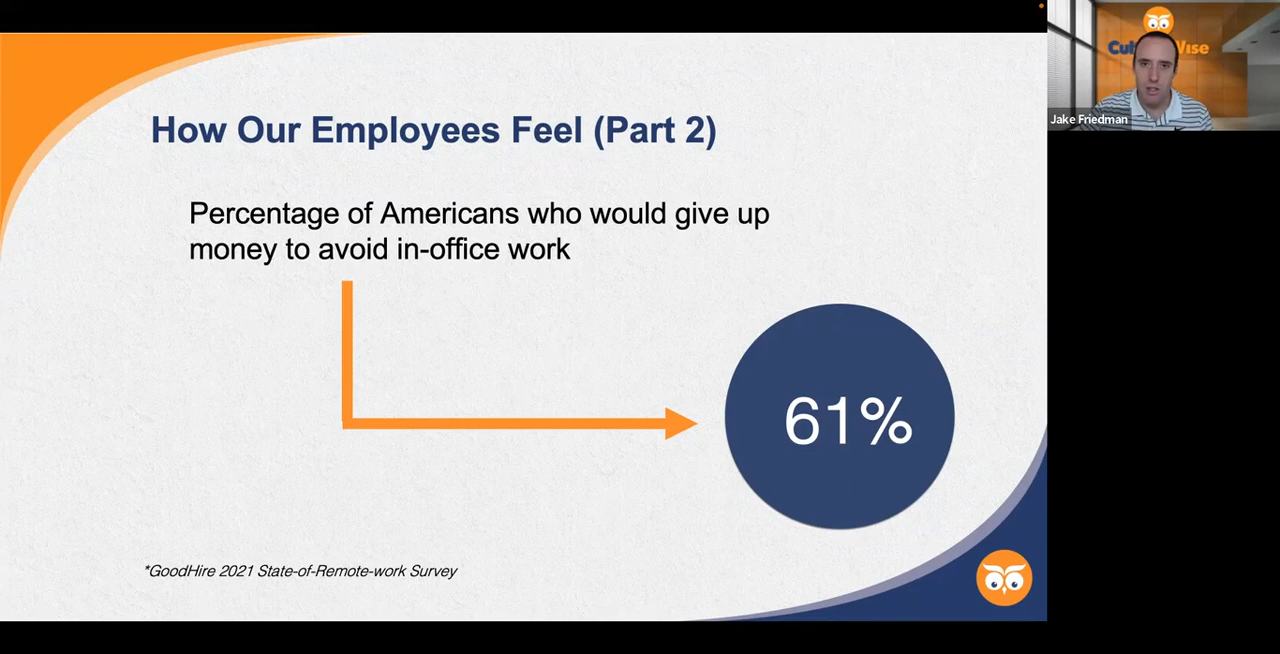 How Our Employees Feel (Part 2)
Percentage of Americans who would give up
money to avoid in-office work
61%
*GoodHire 2021 State-of-Remote-work Survey
Jake Friedman